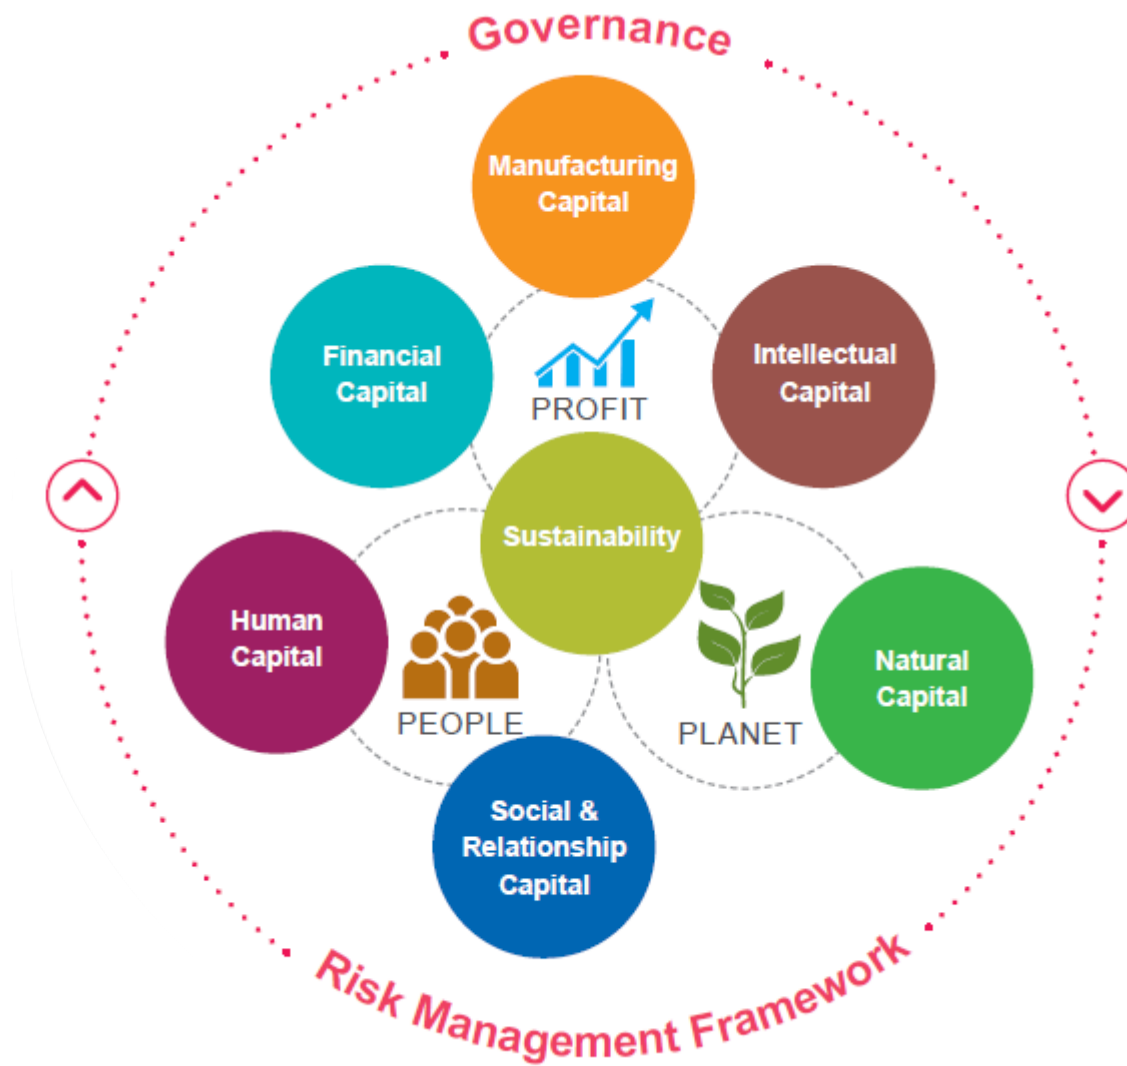 Governance
Manufacturing
Capital
Financial
Capital
Intellectual
Capital
PROFIT
Sustainability
Human
Capital
PEOPLE
Natural
Capital
PLANET
Social &
Relationship
Capital
Risk Management Framework